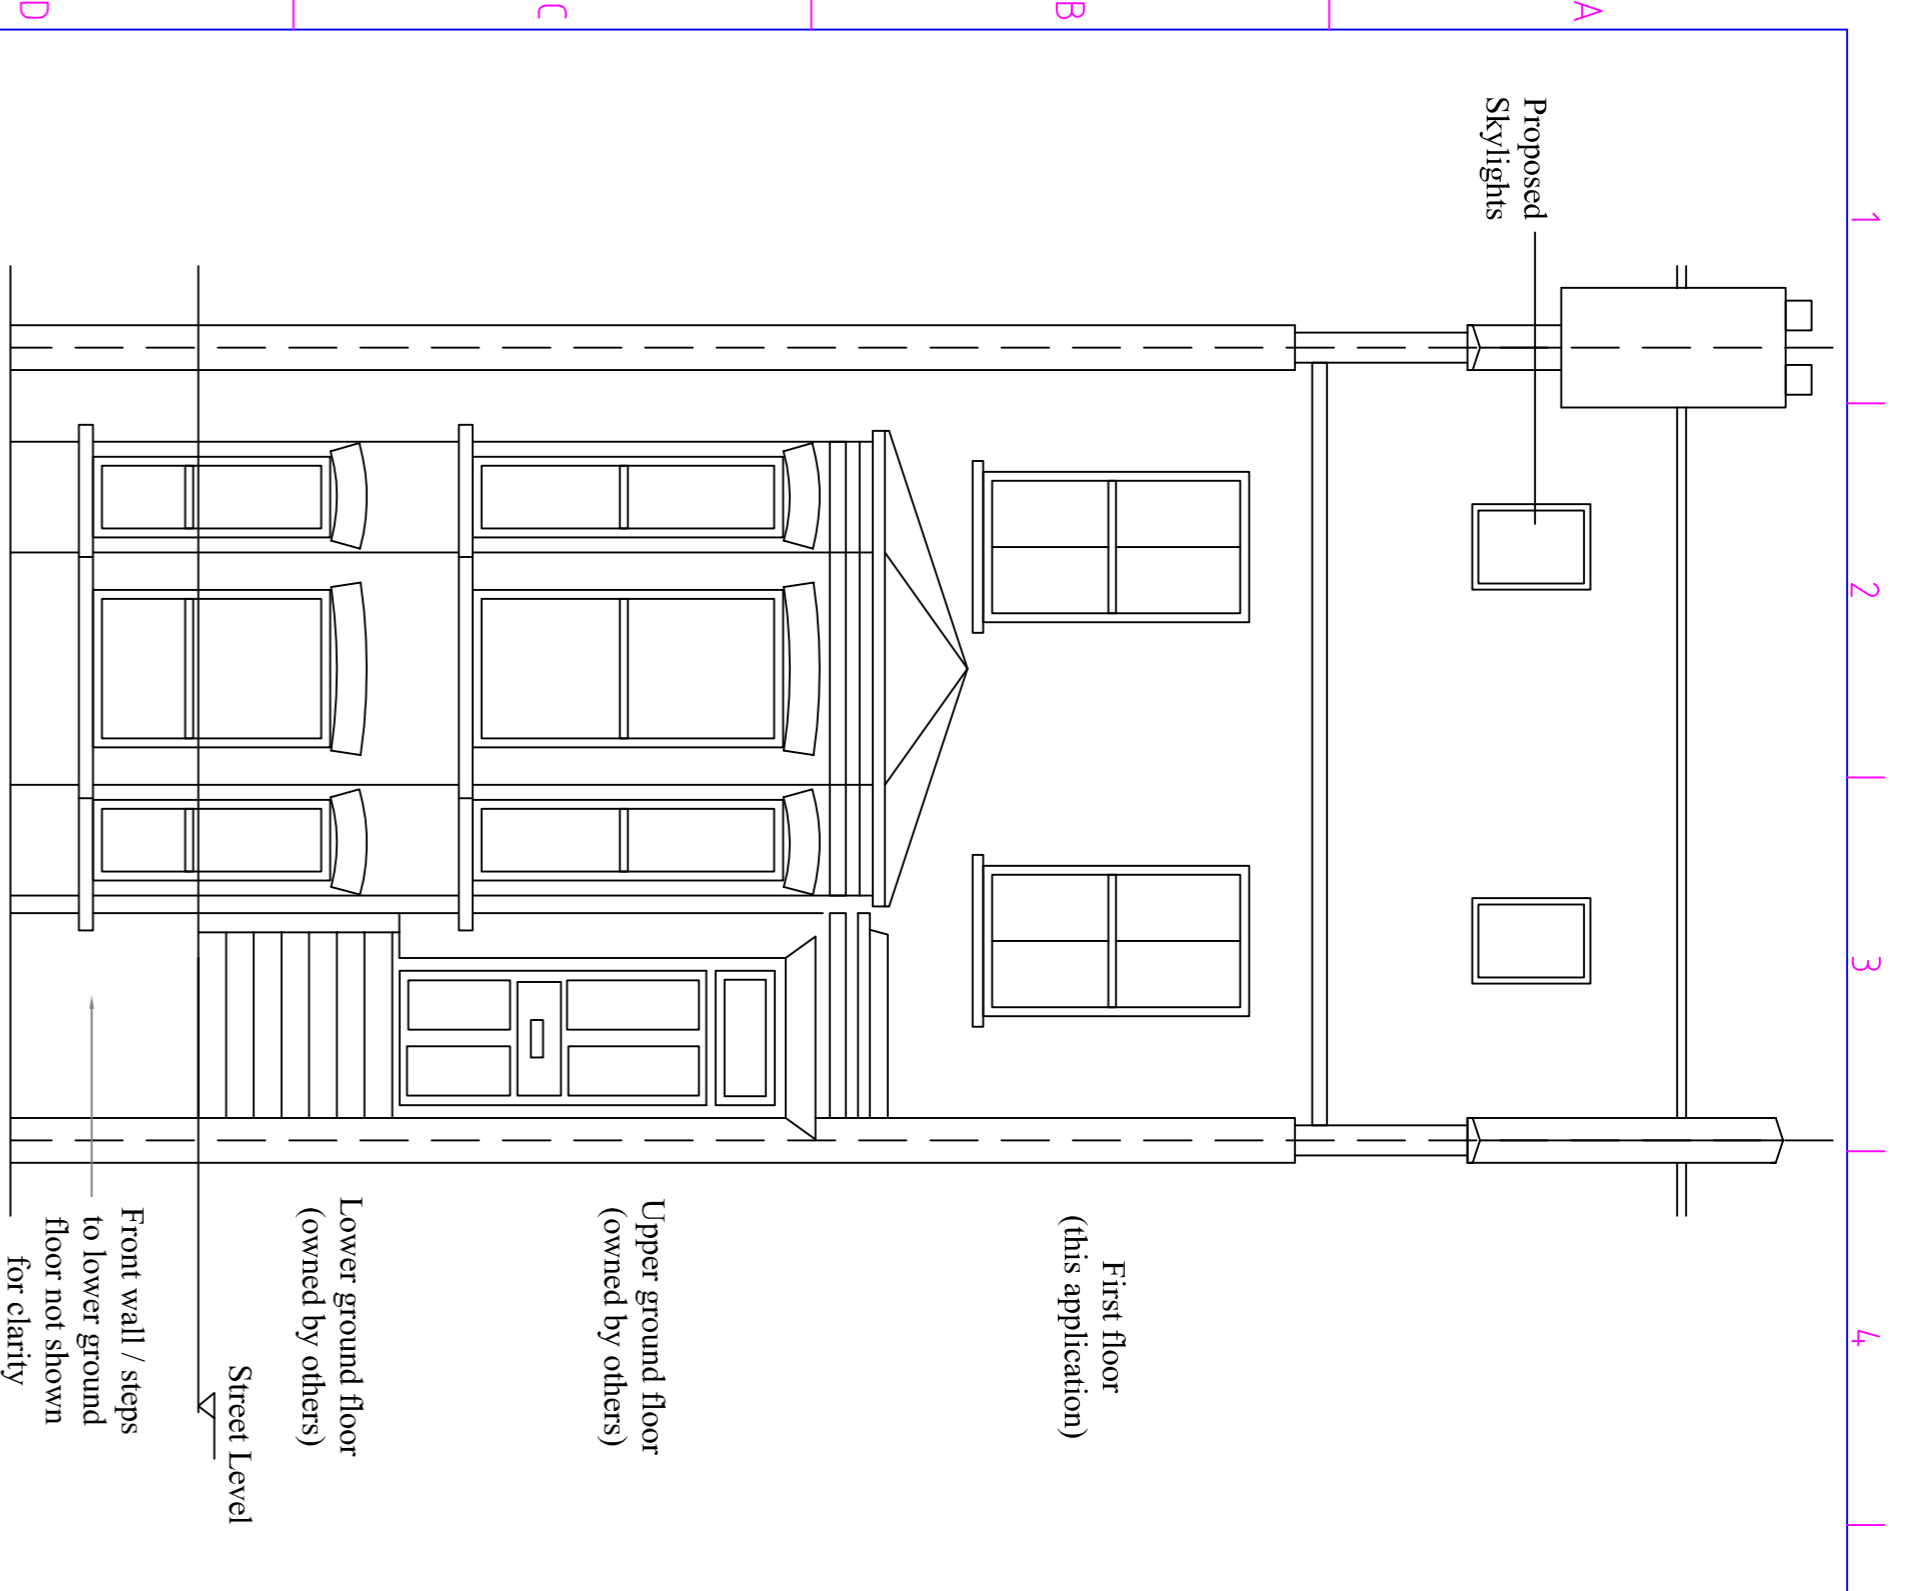 1
2
3
4
A
B
C
D
Proposed
Skylights
First floor
(this application)
Upper ground floor
(owned by others)
Lower ground floor
(owned by others)
Street Level
Front wall / steps
to lower ground
floor not shown
for clarity